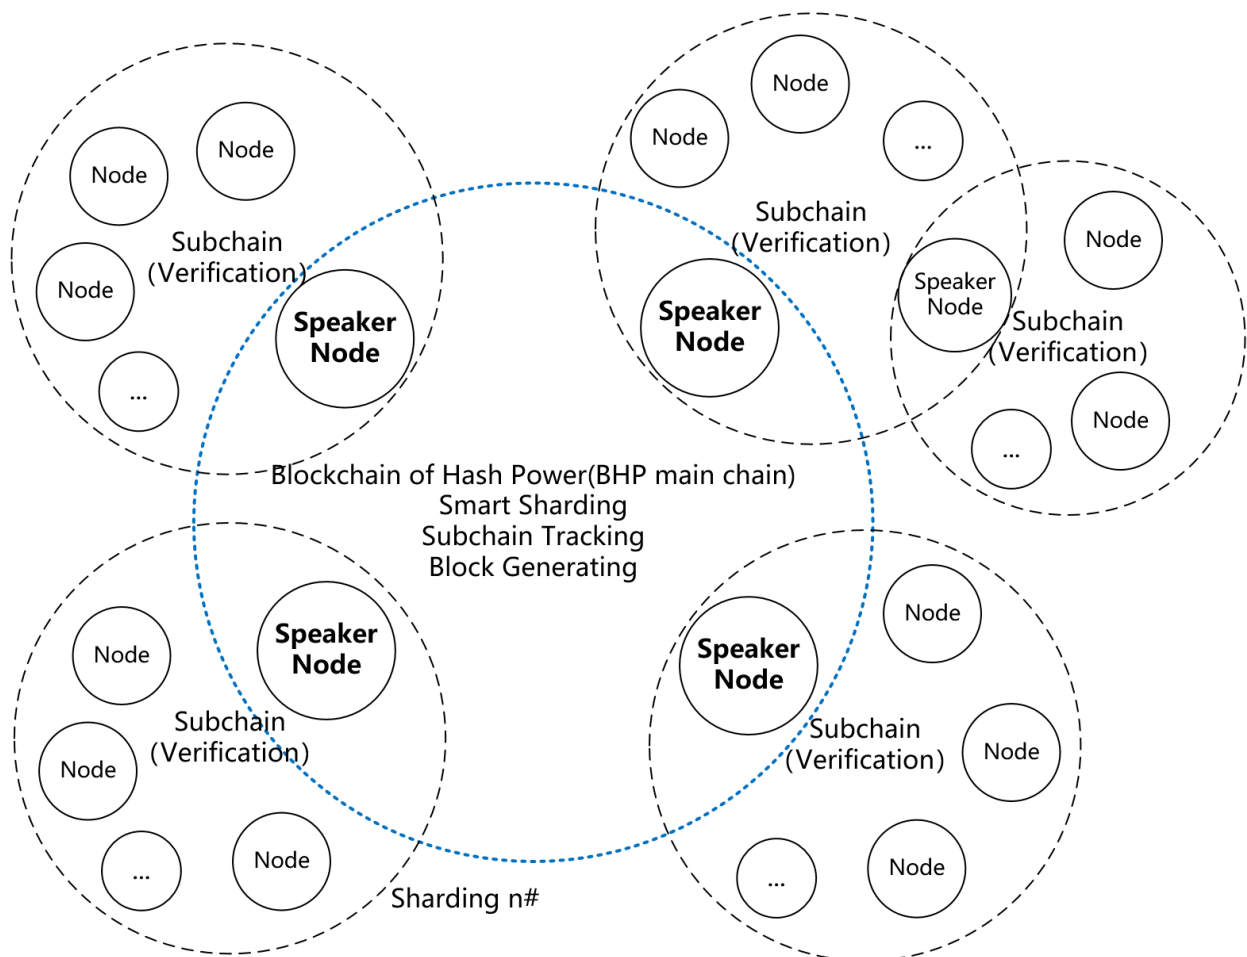 Node
Node
Subchain
(Verification)
Node
...
Speaker
Node
Node
Node
...
Subchain
(Verification)
Speaker
Node
Speaker
Node
Node
Subchain
(Verification)
Node
...
Blockchain of Hash Power(BHP main chain)
Smart Sharding
Subchain Tracking
Block Generating
Speaker
Node
Node
Subchain
(Verification)
Node
...
Node
Sharding n#
Speaker
Node
Node
Subchain
(Verification)
Node
...
Node